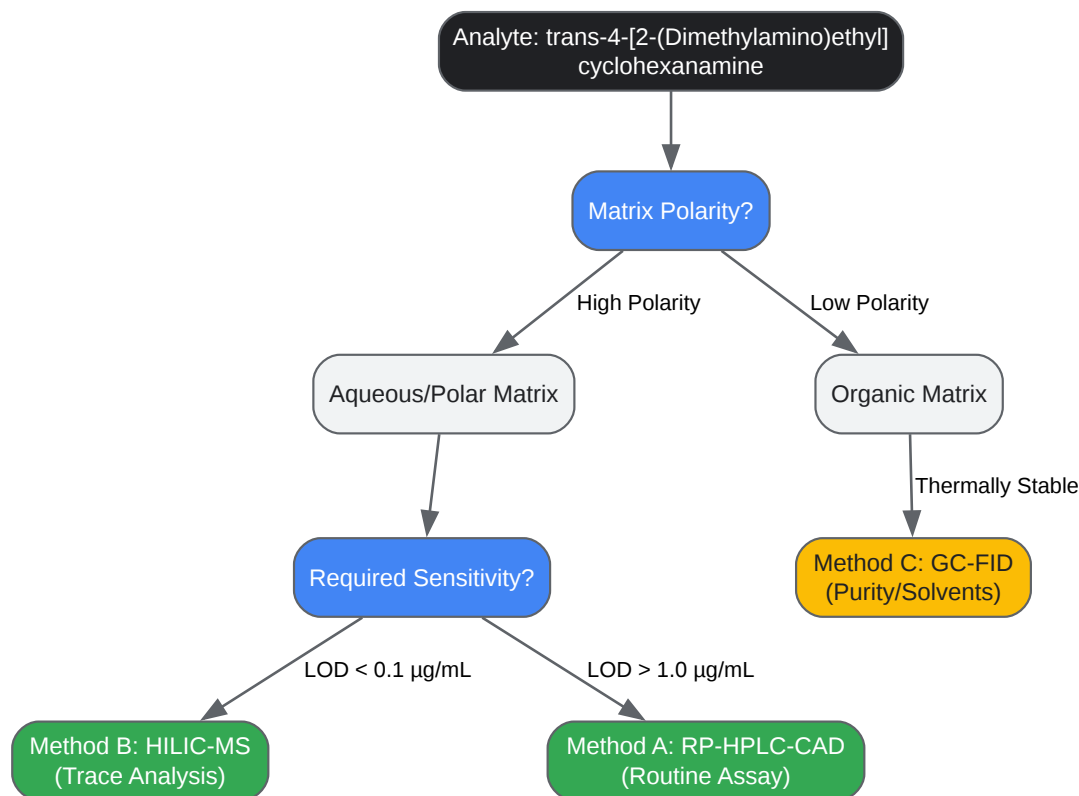 Analyte: trans-4-[2-(Dimethylamino)ethyl]
cyclohexanamine
Matrix Polarity?
High Polarity
Low Polarity
Aqueous/Polar Matrix
Organic Matrix
Thermally Stable
Required Sensitivity?
Method C: GC-FID
(Purity/Solvents)
LOD < 0.1 µg/mL
LOD > 1.0 µg/mL
Method B: HILIC-MS
(Trace Analysis)
Method A: RP-HPLC-CAD
(Routine Assay)